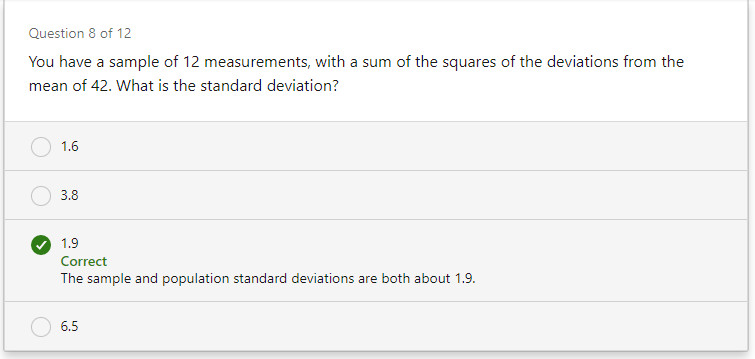 Question 8 of 12
You have a sample of 12 measurements, with a sum of the squares of the deviations from the
mean of 42. What is the standard deviation?
1.6
3.8
1.9
Correct
The sample and population standard deviations are both about 1.9.
6.5